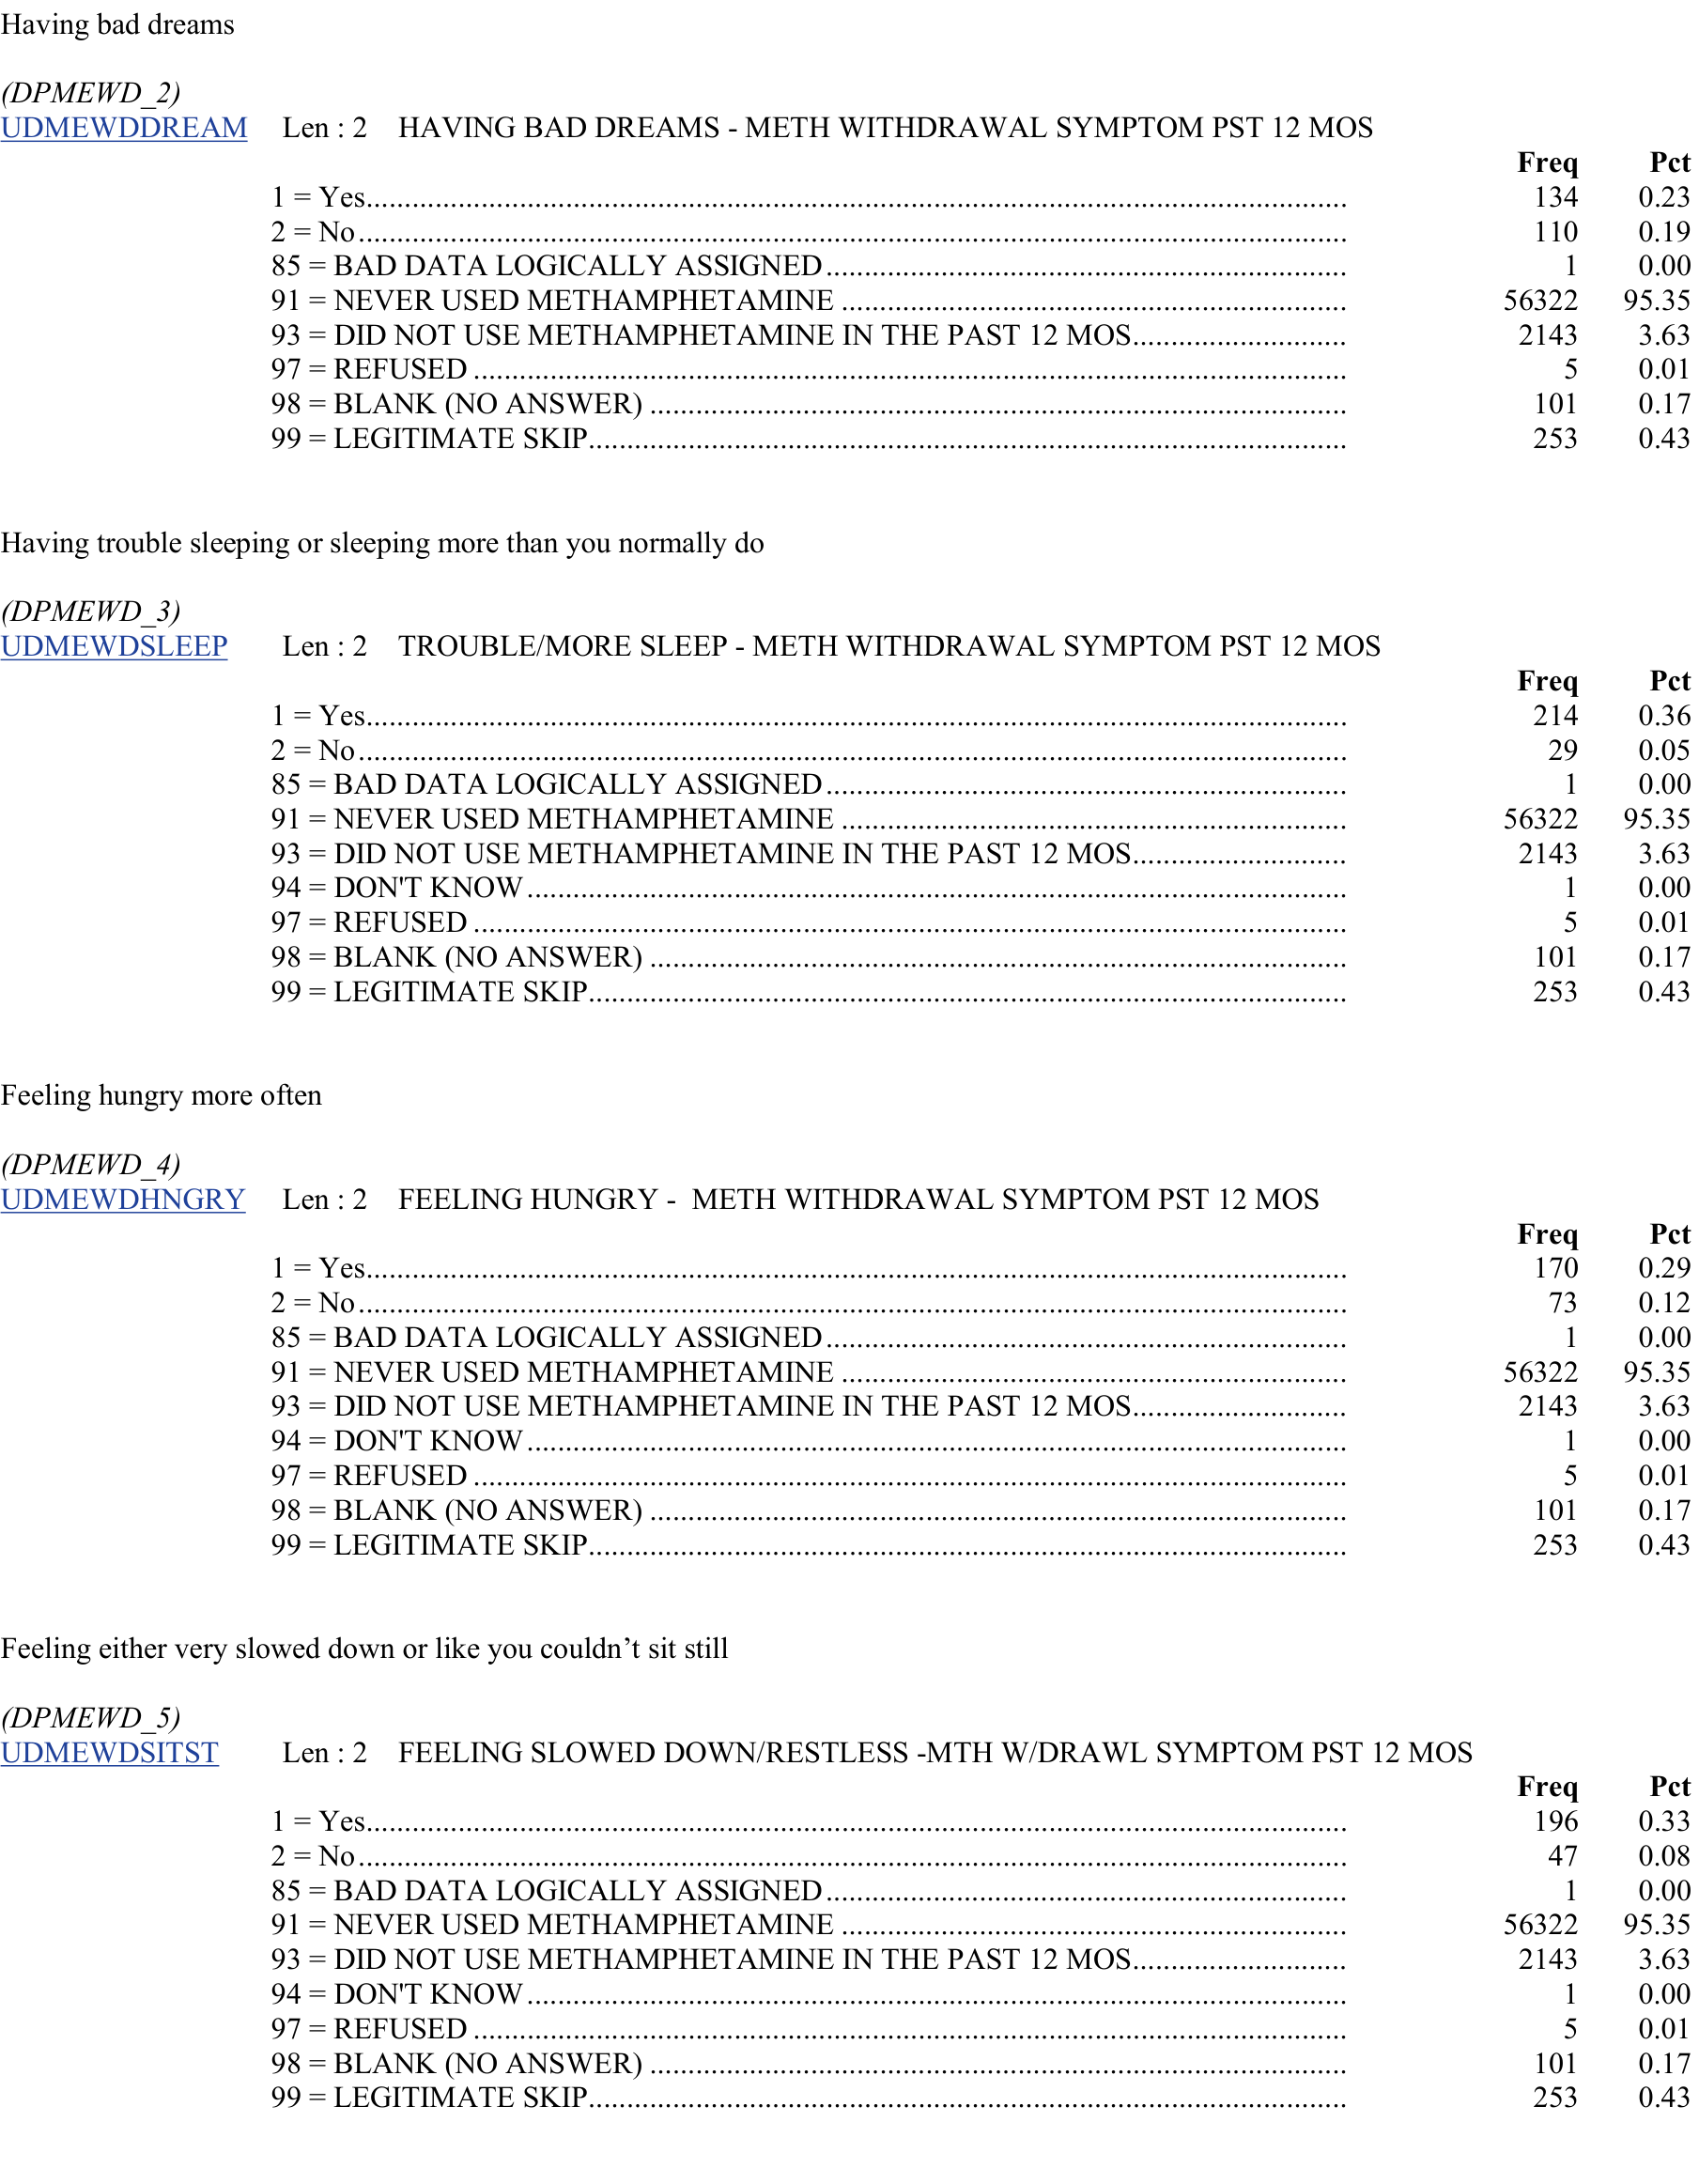 Having bad dreams
(DPMEWD_2)
UDMEWDDREAM Len : 2 HAVING BAD DREAMS - METH WITHDRAWAL SYMPTOM PST 12 MOS
Freq Pct
1 = Yes 134 0.23
2 = No 110 0.19
85 = BAD DATA LOGICALLY ASSIGNED 1 0.00
91 = NEVER USED METHAMPHETAMINE 56322 95.35
93 = DID NOT USE METHAMPHETAMINE IN THE PAST 12 MOS 2143 3.63
97 = REFUSED 5 0.01
98 = BLANK (NO ANSWER) 101 0.17
99 = LEGITIMATE SKIP 253 0.43
Having trouble sleeping or sleeping more than you normally do
(DPMEWD_3)
UDMEWDSLEEP Len : 2 TROUBLE/MORE SLEEP - METH WITHDRAWAL SYMPTOM PST 12 MOS
Freq Pct
1 = Yes 214 0.36
2 = No 29 0.05
85 = BAD DATA LOGICALLY ASSIGNED 1 0.00
91 = NEVER USED METHAMPHETAMINE 56322 95.35
93 = DID NOT USE METHAMPHETAMINE IN THE PAST 12 MOS 2143 3.63
94 = DON'T KNOW 1 0.00
97 = REFUSED 5 0.01
98 = BLANK (NO ANSWER) 101 0.17
99 = LEGITIMATE SKIP 253 0.43
Feeling hungry more often
(DPMEWD_4)
UDMEWDHNGRY Len : 2 FEELING HUNGRY - METH WITHDRAWAL SYMPTOM PST 12 MOS
Freq Pct
1 = Yes 170 0.29
2 = No 73 0.12
85 = BAD DATA LOGICALLY ASSIGNED 1 0.00
91 = NEVER USED METHAMPHETAMINE 56322 95.35
93 = DID NOT USE METHAMPHETAMINE IN THE PAST 12 MOS 2143 3.63
94 = DON'T KNOW 1 0.00
97 = REFUSED 5 0.01
98 = BLANK (NO ANSWER) 101 0.17
99 = LEGITIMATE SKIP 253 0.43
Feeling either very slowed down or like you couldn’t sit still
(DPMEWD_5)
UDMEWDSITST Len : 2 FEELING SLOWED DOWN/RESTLESS -MTH W/DRAWL SYMPTOM PST 12 MOS
Freq Pct
1 = Yes 196 0.33
2 = No 47 0.08
85 = BAD DATA LOGICALLY ASSIGNED 1 0.00
91 = NEVER USED METHAMPHETAMINE 56322 95.35
93 = DID NOT USE METHAMPHETAMINE IN THE PAST 12 MOS 2143 3.63
94 = DON'T KNOW 1 0.00
97 = REFUSED 5 0.01
98 = BLANK (NO ANSWER) 101 0.17
99 = LEGITIMATE SKIP 253 0.43